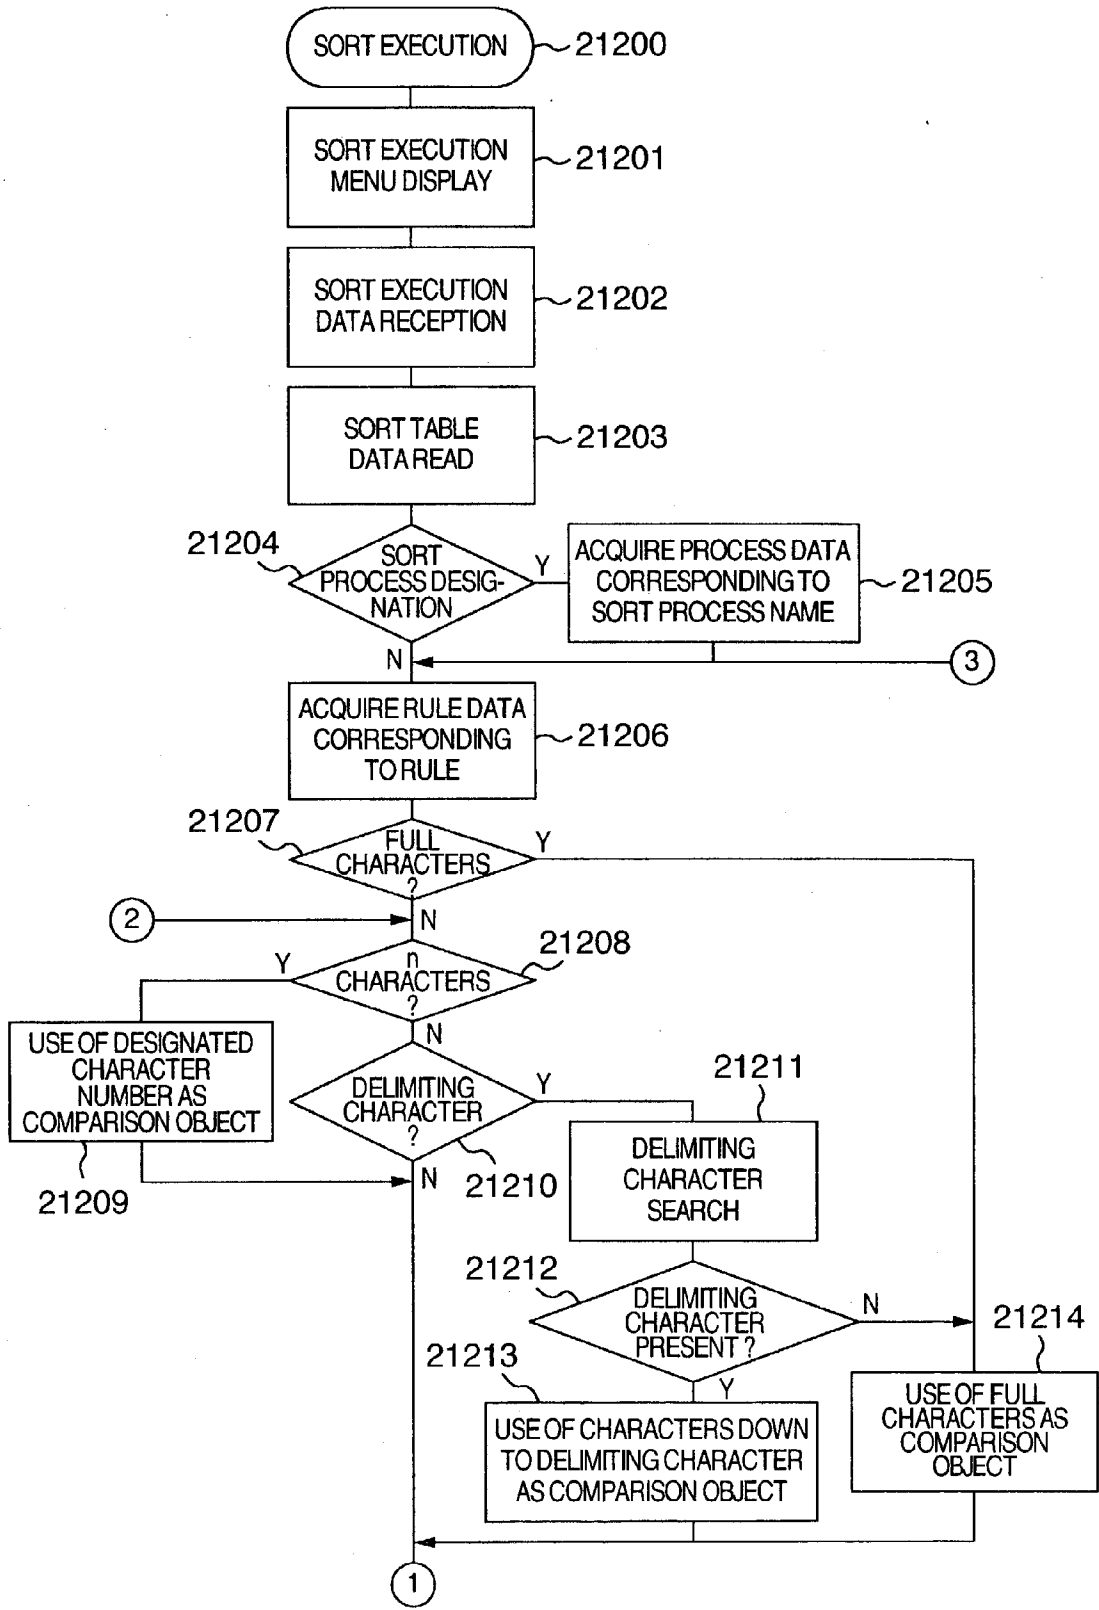 SORT EXECUTION
21200
SORT EXECUTION
MENU DISPLAY
21201
SORT EXECUTION
DATA RECEPTION
21202
SORT TABLE
DATA READ
21203
21204
SORT
PROCESS DESIG-
NATION
Y
ACQUIRE PROCESS DATA
CORRESPONDING TO
SORT PROCESS NAME
21205
N
3
ACQUIRE RULE DATA
CORRESPONDING
TO RULE
21206
21207
FULL
CHARACTERS
?
Y
2
N
21208
Y
n
CHARACTERS
?
N
USE OF DESIGNATED
CHARACTER
NUMBER AS
COMPARISON OBJECT
21209
DELIMITING
CHARACTER
?
Y
21210
N
21211
DELIMITING
CHARACTER
SEARCH
21212
DELIMITING
CHARACTER
PRESENT ?
N
Y
21213
USE OF CHARACTERS DOWN
TO DELIMITING CHARACTER
AS COMPARISON OBJECT
21214
USE OF FULL
CHARACTERS AS
COMPARISON
OBJECT
1